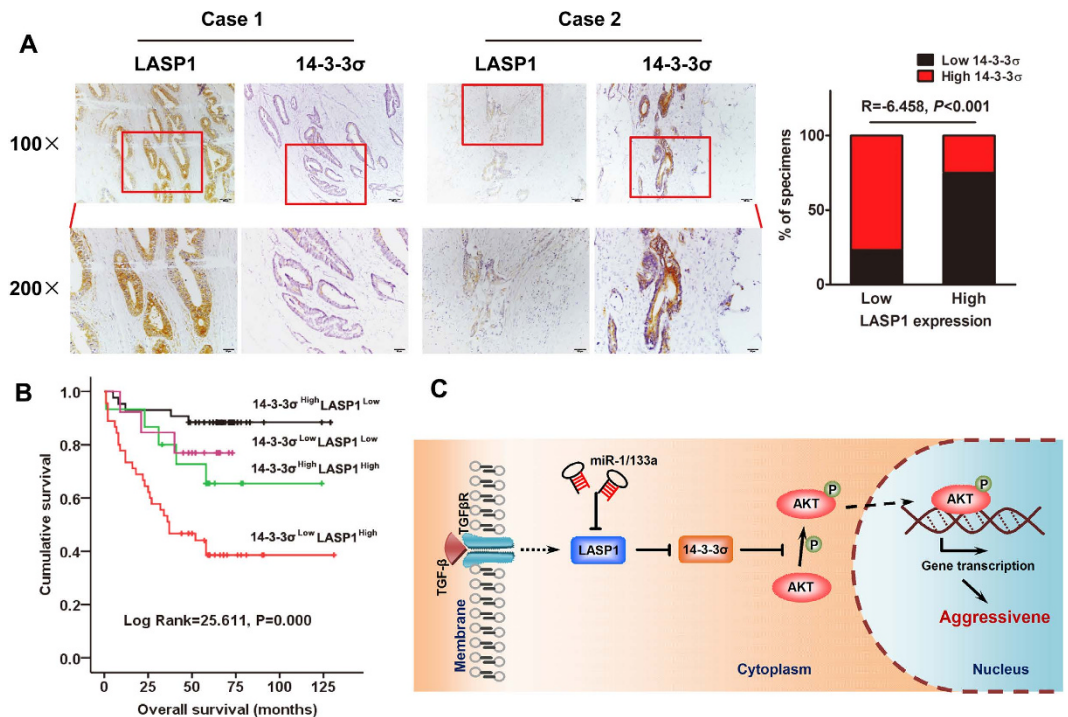 A
Case 1
Case 2
LASP1
14-3-3σ
LASP1
14-3-3σ
100×
200×
Low 14-3-3σ
High 14-3-3σ
R=-6.458, P<0.001
% of specimens
100
50
0
Low
High
LASP1 expression
B
Cumulative survival
1.0
0.8
0.6
0.4
0.2
0.0
14-3-3σ High LASP1 Low
14-3-3σ Low LASP1 Low
14-3-3σ High LASP1 High
14-3-3σ Low LASP1 High
Log Rank=25.611, P=0.000
0
25
50
75
100
125
Overall survival (months)
C
TGF-β
TGFβR
Membrane
miR-1/133a
LASP1
14-3-3σ
AKT
P
P
AKT
AKT
P
Gene transcription
Aggressivene
Cytoplasm
Nucleus